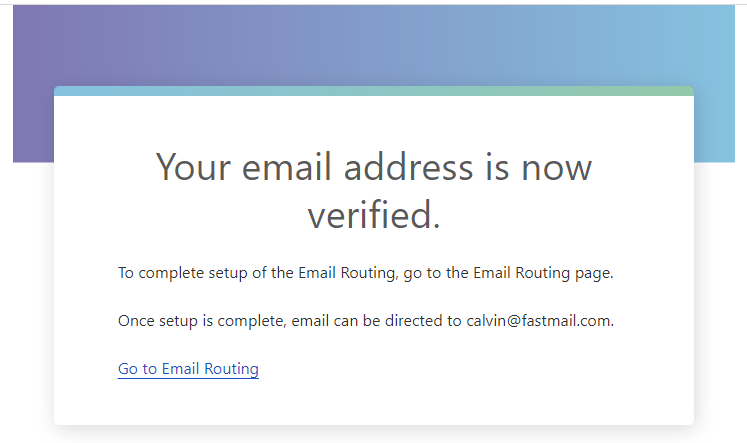 Your email address is now
verified.
To complete setup of the Email Routing, go to the Email Routing page.
Once setup is complete, email can be directed to calvin@fastmail.com.
Go to Email Routing